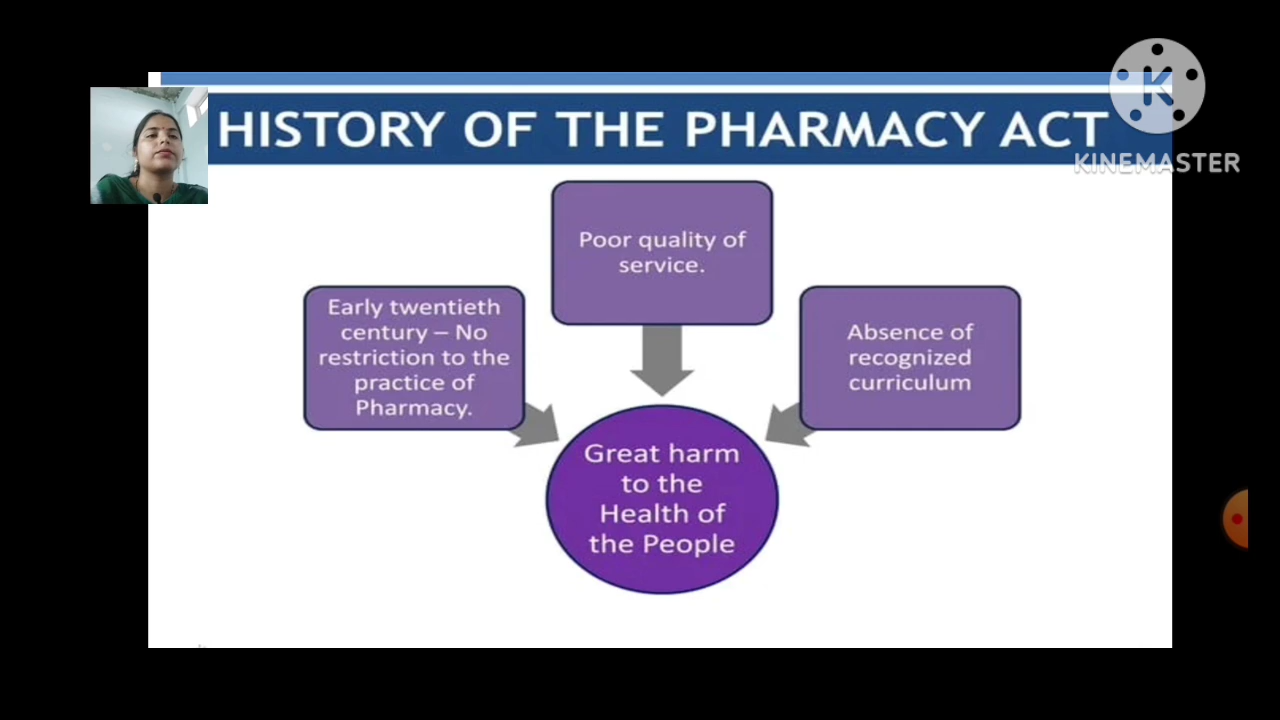 HISTORY OF THE PHARMACY ACT
K
KINEMASTER
Poor quality of
service.
Early twentieth
century – No
restriction to the
practice of
Pharmacy.
Absence of
recognized
curriculum
Great harm
to the
Health of
the People